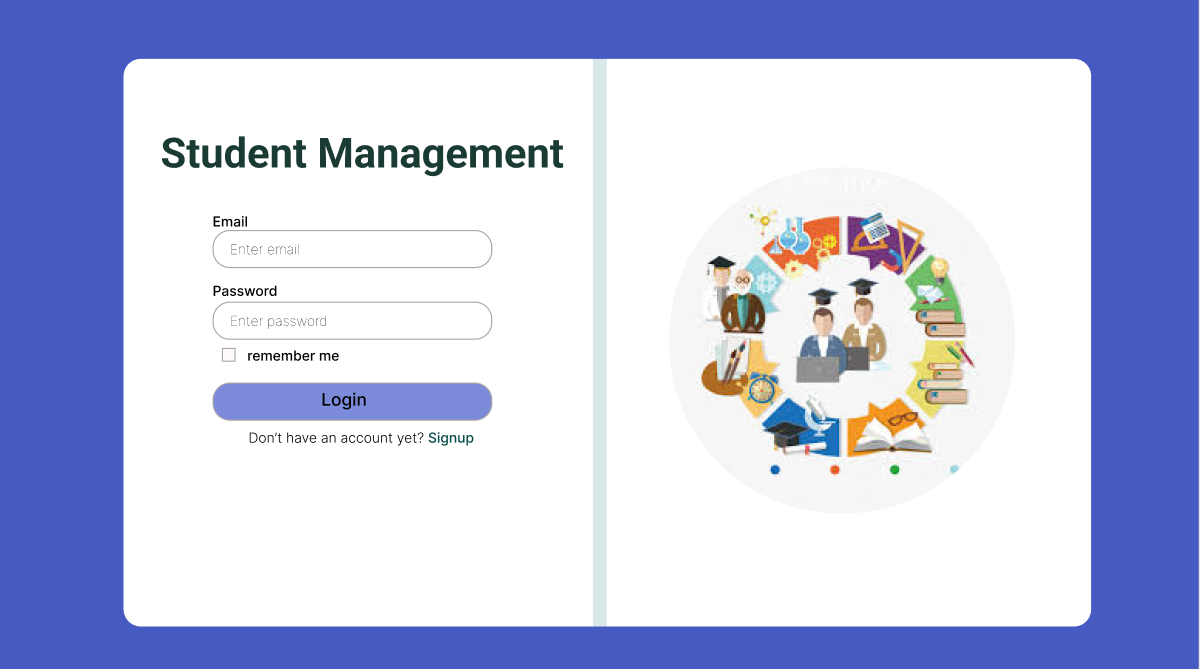 Student Management
Email
Enter email
Password
Enter password
remember me
Login
Don't have an account yet? Signup